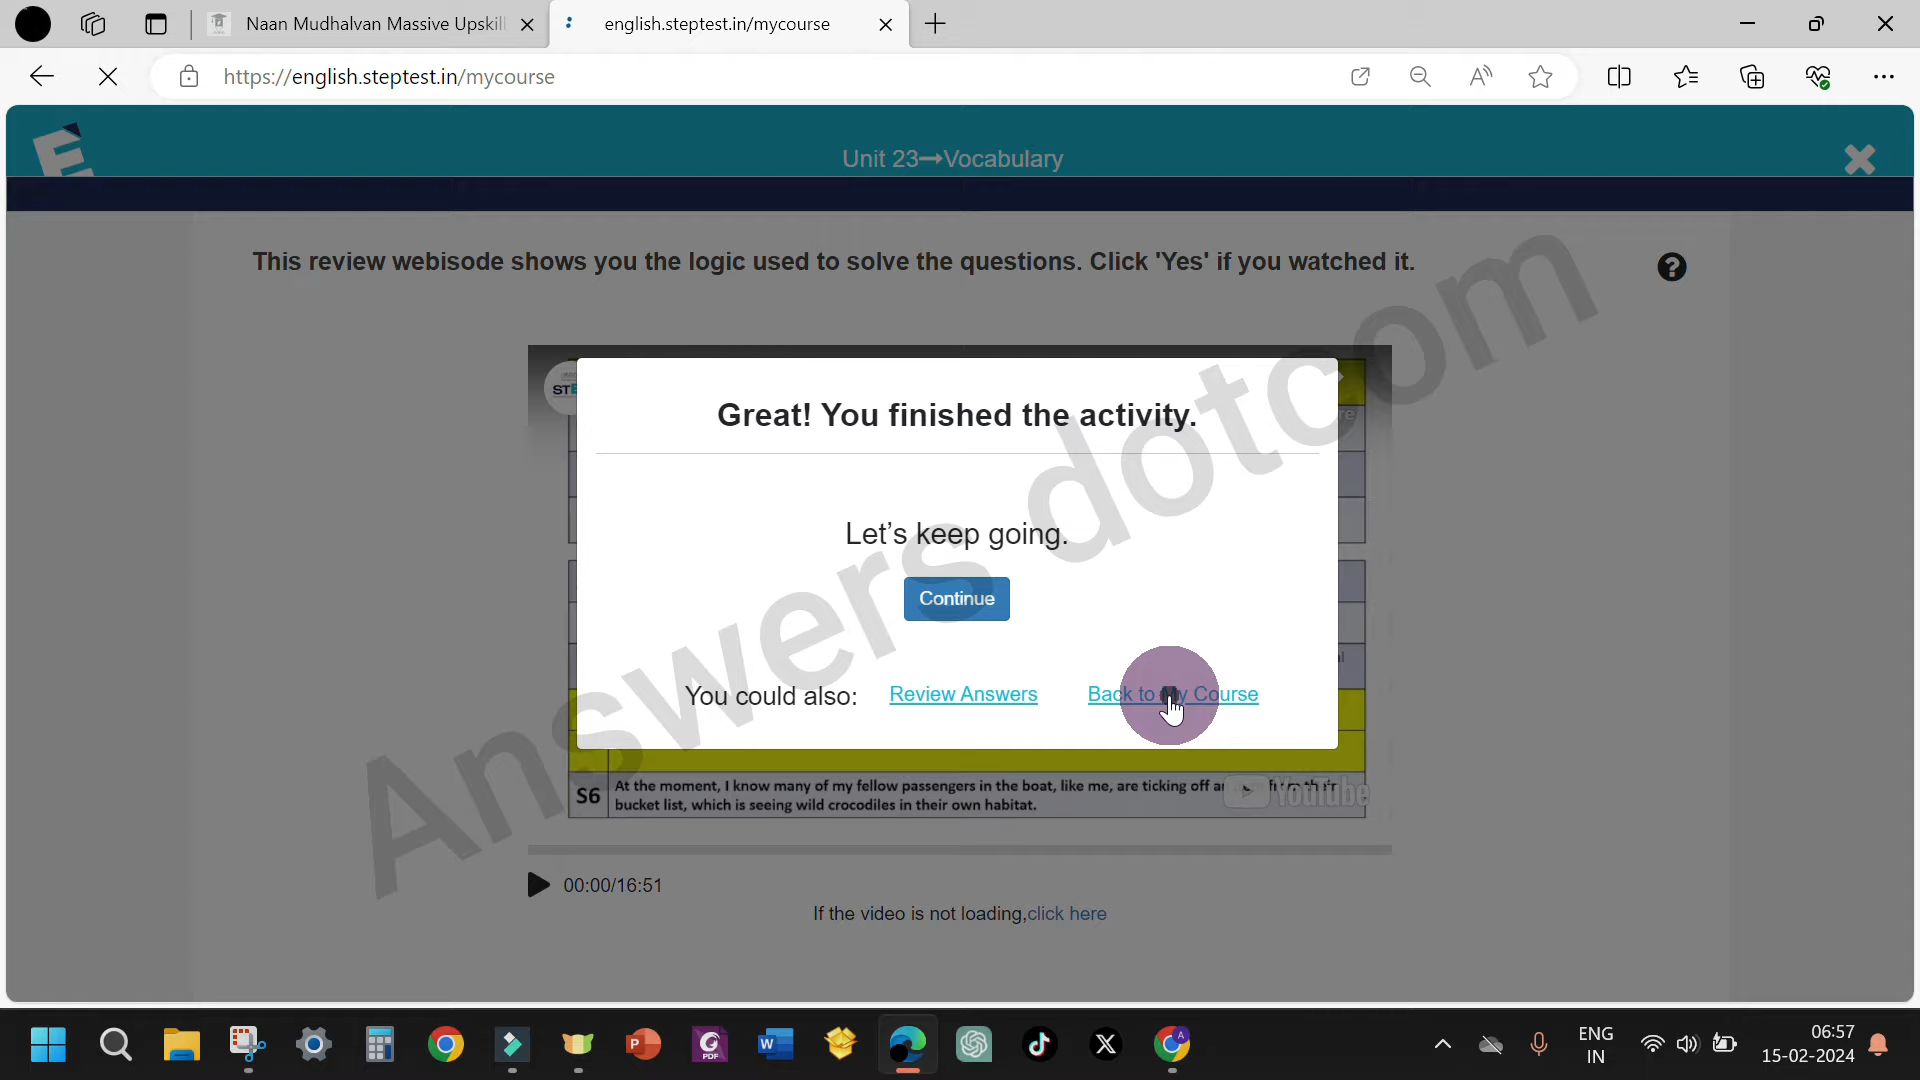 Naan Mudhalvan Massive Upskil
english.steptest.in/mycourse
https://english.steptest.in/mycourse
E
Unit 23→Vocabulary
This review webisode shows you the logic used to solve the questions. Click 'Yes' if you watched it.
Great! You finished the activity.
Let's keep going.
Continue
You could also: Review Answers Back to My Course
S6 At the moment, I know many of my fellow passengers in the boat, like me, are ticking off
bucket list, which is seeing wild crocodiles in their own habitat.
YouTube
00:00/16:51
If the video is not loading,click here
Answers dotcom
ENG
IN
06:57
15-02-2024